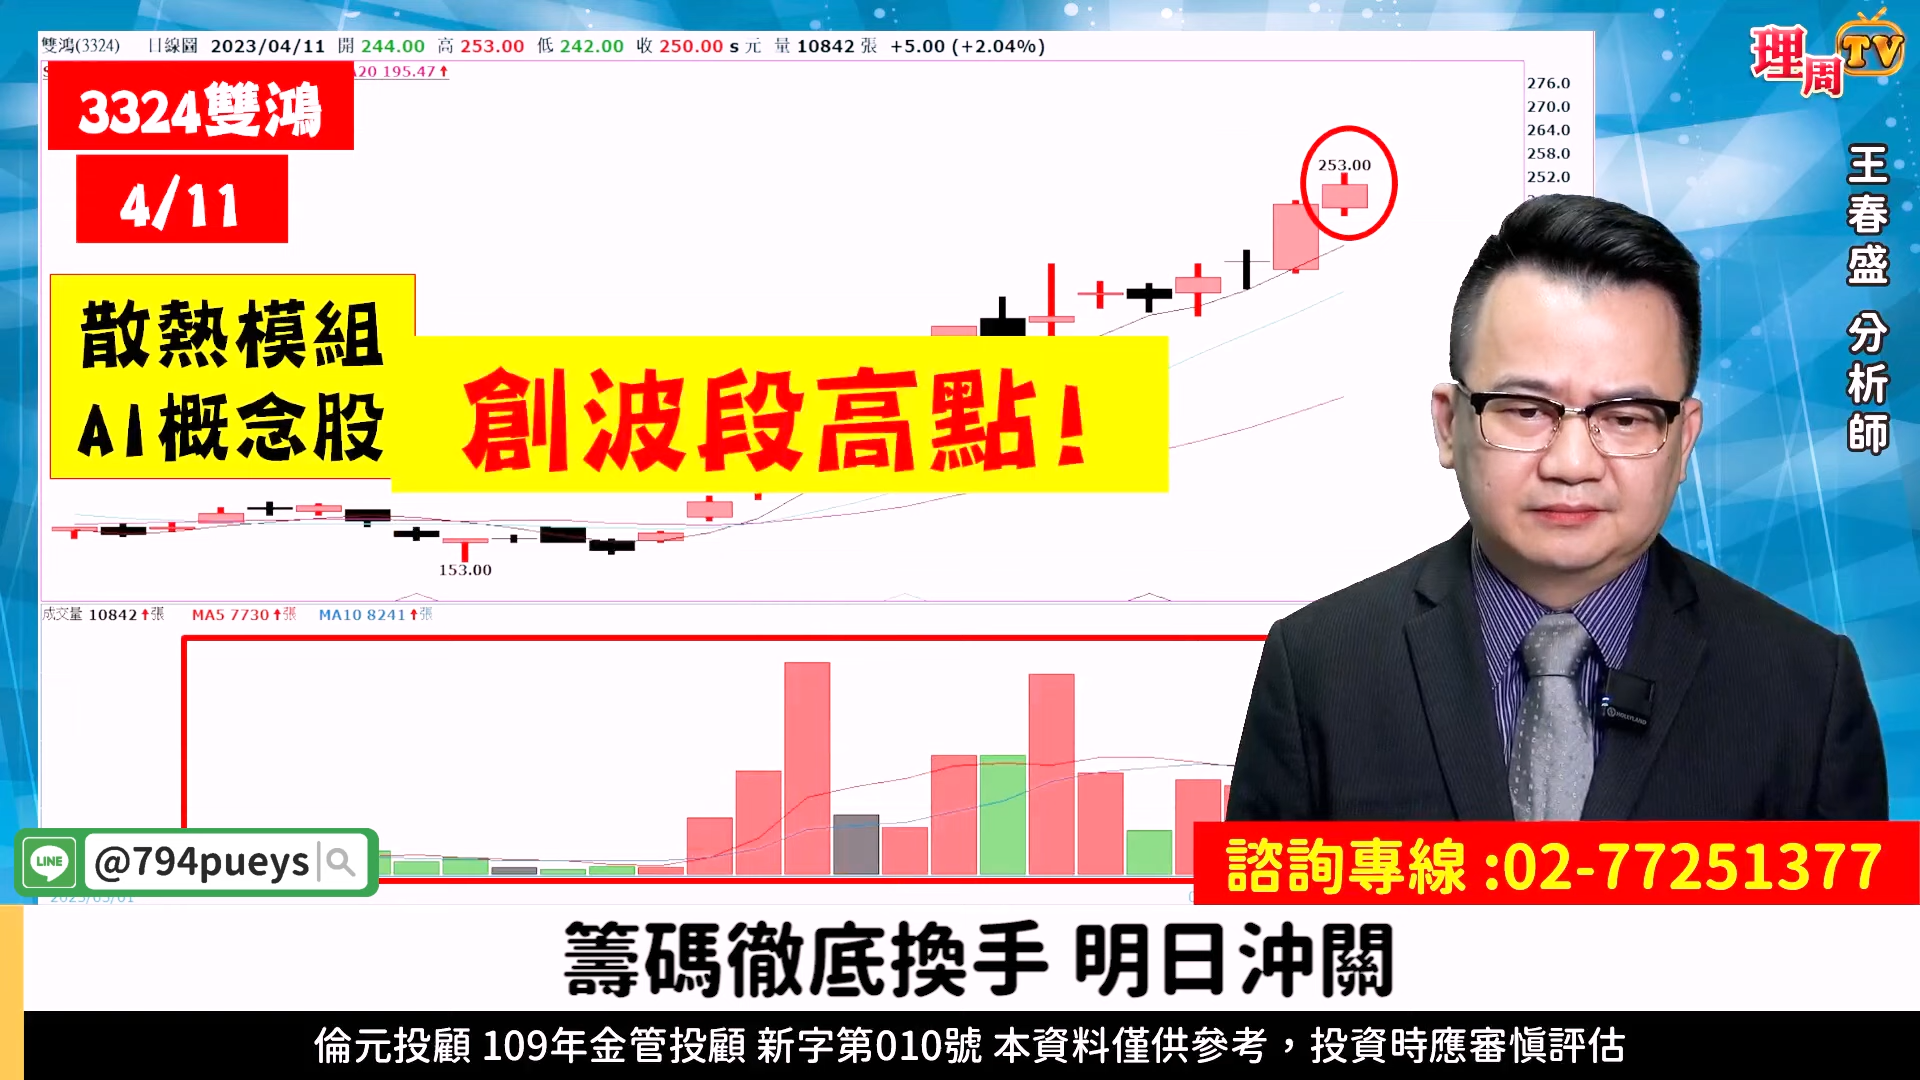 雙鴻(3324) 日線圖 2023/04/11 開 244.00 高 253.00 低 242.00 收 250.00 s 元 量 10842 張 +5.00 (+2.04%)
A20 195.47↑
3324雙鴻
4/11
散熱模組
AI概念股
創波段高點!
253.00
153.00
276.0
270.0
264.0
258.0
252.0
理周TV
王春盛 分析師
成交量 10842↑張 MA5 7730↑張 MA10 8241↑張
HOLLYLAND
LINE @794pueys
諮詢專線:02-77251377
籌碼徹底換手 明日沖關
倫元投顧 109年金管投顧 新字第010號 本資料僅供參考,投資時應審慎評估